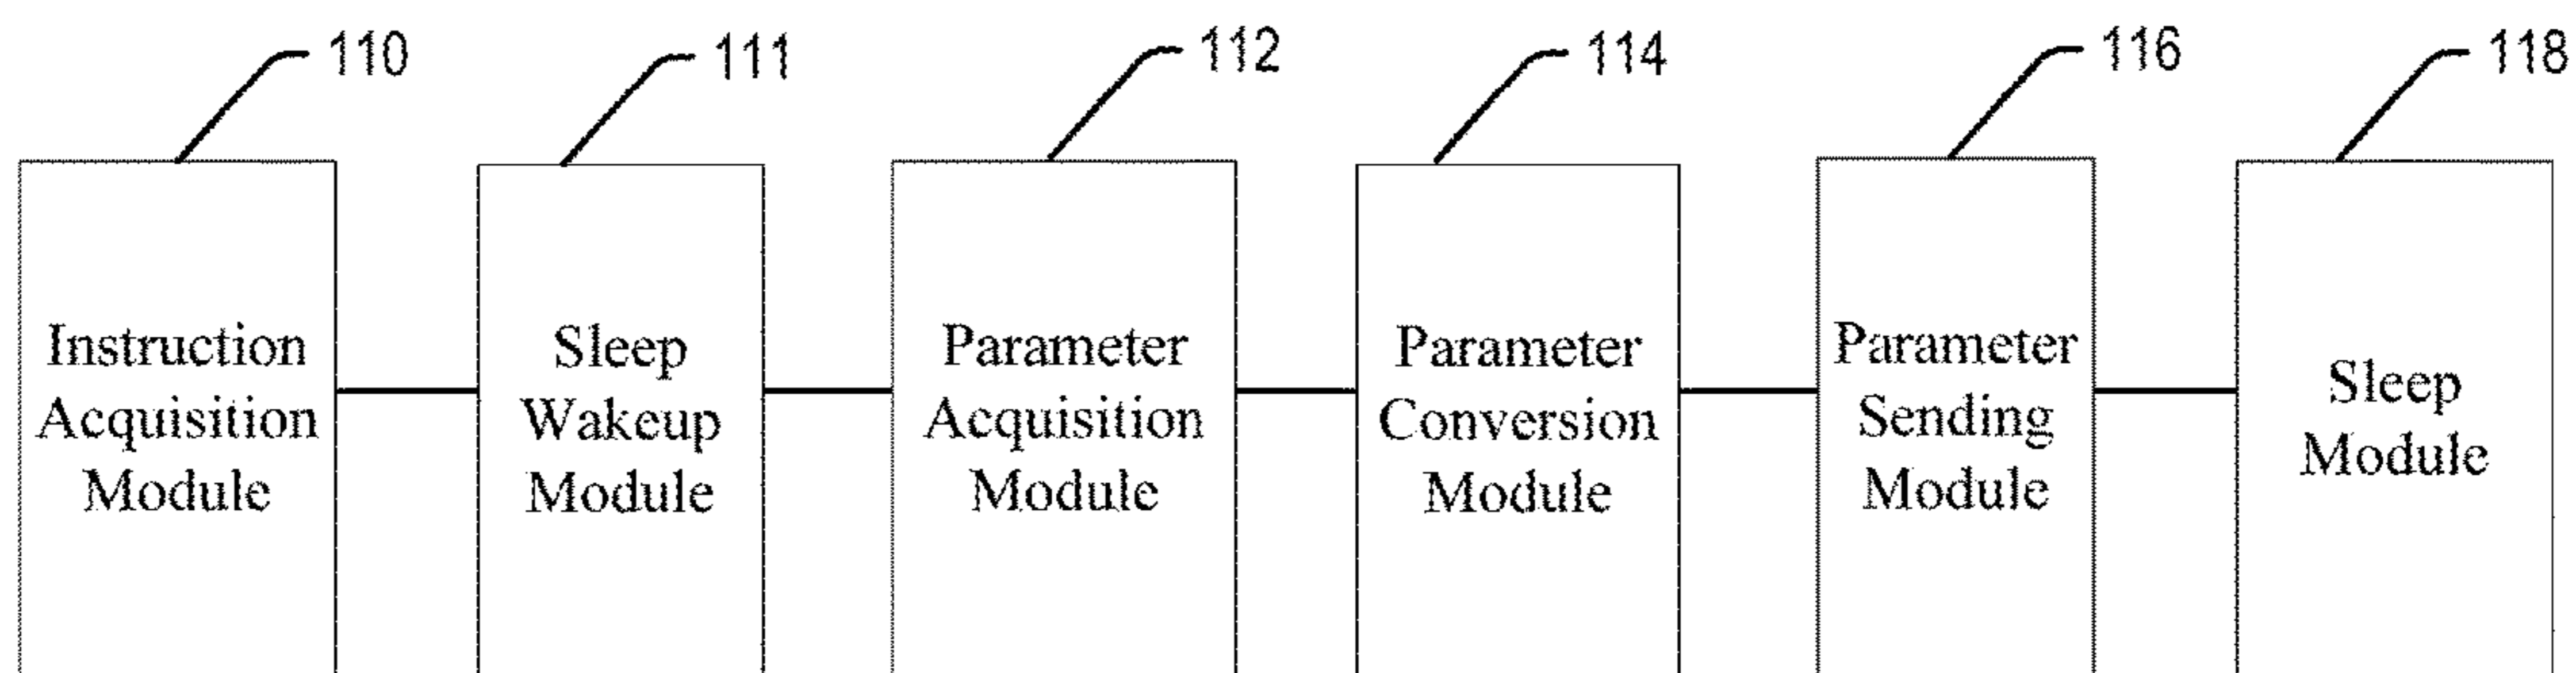 110
111
112
114
116
118
Instruction
Acquisition
Module
Sleep
Wakeup
Module
Parameter
Acquisition
Module
Parameter
Conversion
Module
Parameter
Sending
Module
Sleep
Module